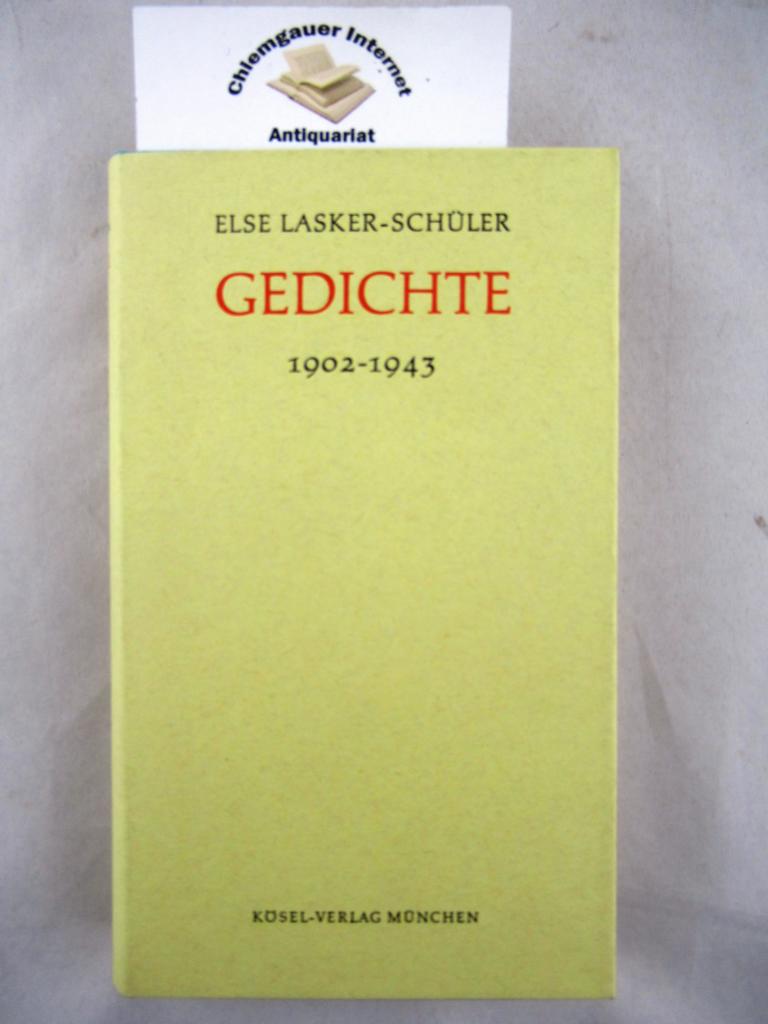 Chiemgauer Internet
Antiquariat
ELSE LASKER-SCHÜLER
GEDICHTE
1902-1943
KÖSEL-VERLAG MÜNCHEN